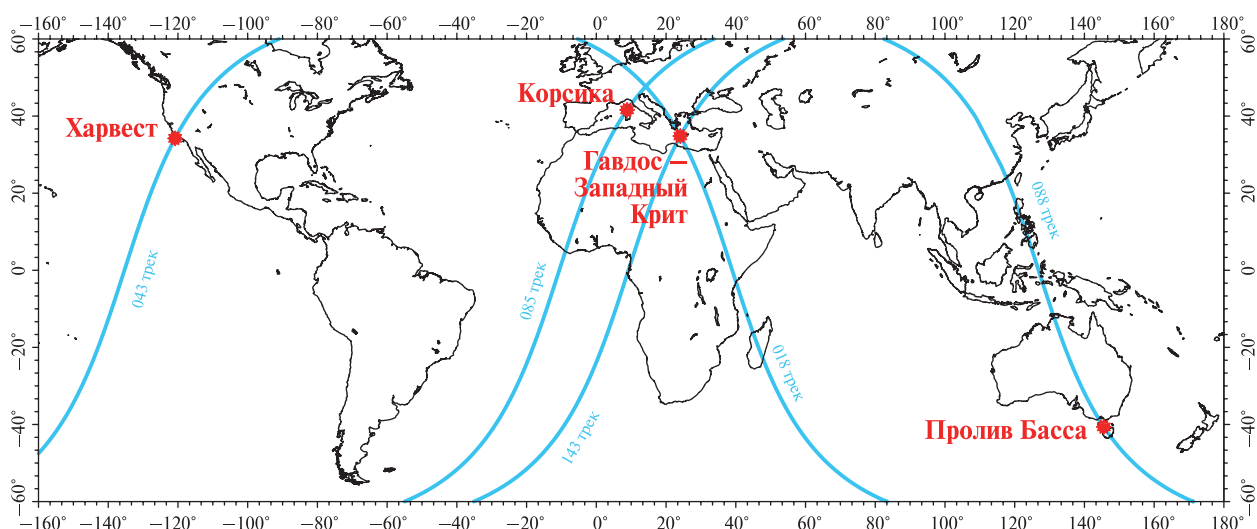 −160 −140 −120 −100 −80 −60 −40 −20 0 20 40 60 80 100 120 140 160 180
60° 60°
Корсика
40° 40°
Харвест
Гавдос –
Западный
Крит
20° 20°
088 трек
0° 0°
043 трек
085 трек
−20° −20°
018 трек
−40° −40°
143 трек
Пролив Басса
−60° −60°
−160 −140 −120 −100 −80 −60 −40 −20 0 20 40 60 80 100 120 140 160 180